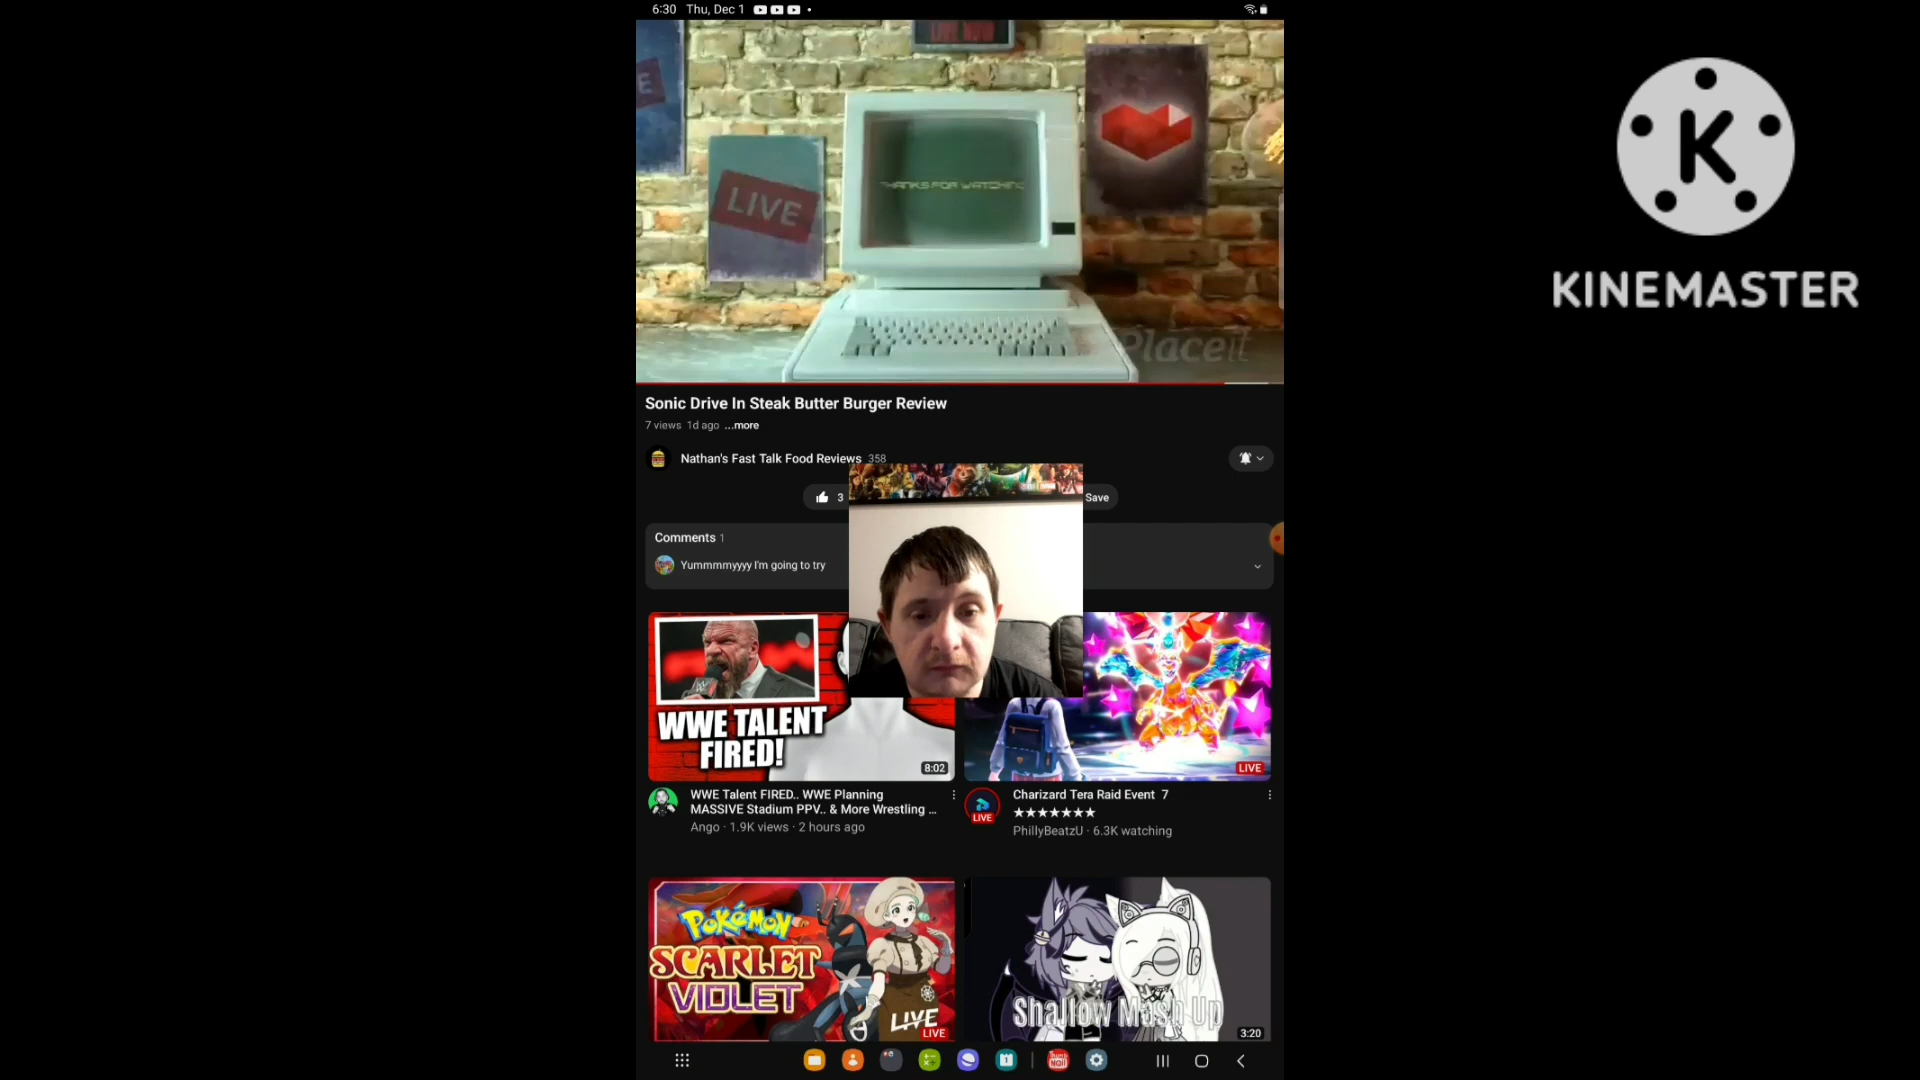 6:30 Thu, Dec 1
LIVE
THANKS FOR WATCHING
Placeit
K
KINEMASTER
Sonic Drive In Steak Butter Burger Review
7 views 1d ago ...more
Nathan's Fast Talk Food Reviews 358
3
Save
Comments 1
Yummmmyyyy I'm going to try
WWE TALENT
FIRED!
8:02
LIVE
WWE Talent FIRED.. WWE Planning
MASSIVE Stadium PPV.. & More Wrestling ...
Ango · 1.9K views · 2 hours ago
LIVE
Charizard Tera Raid Event 7
★★★★★★★
PhillyBeatzU · 6.3K watching
POKéMON
SCARLET
VIOLET
LIVE
LIVE
Shallow Mash Up
3:20